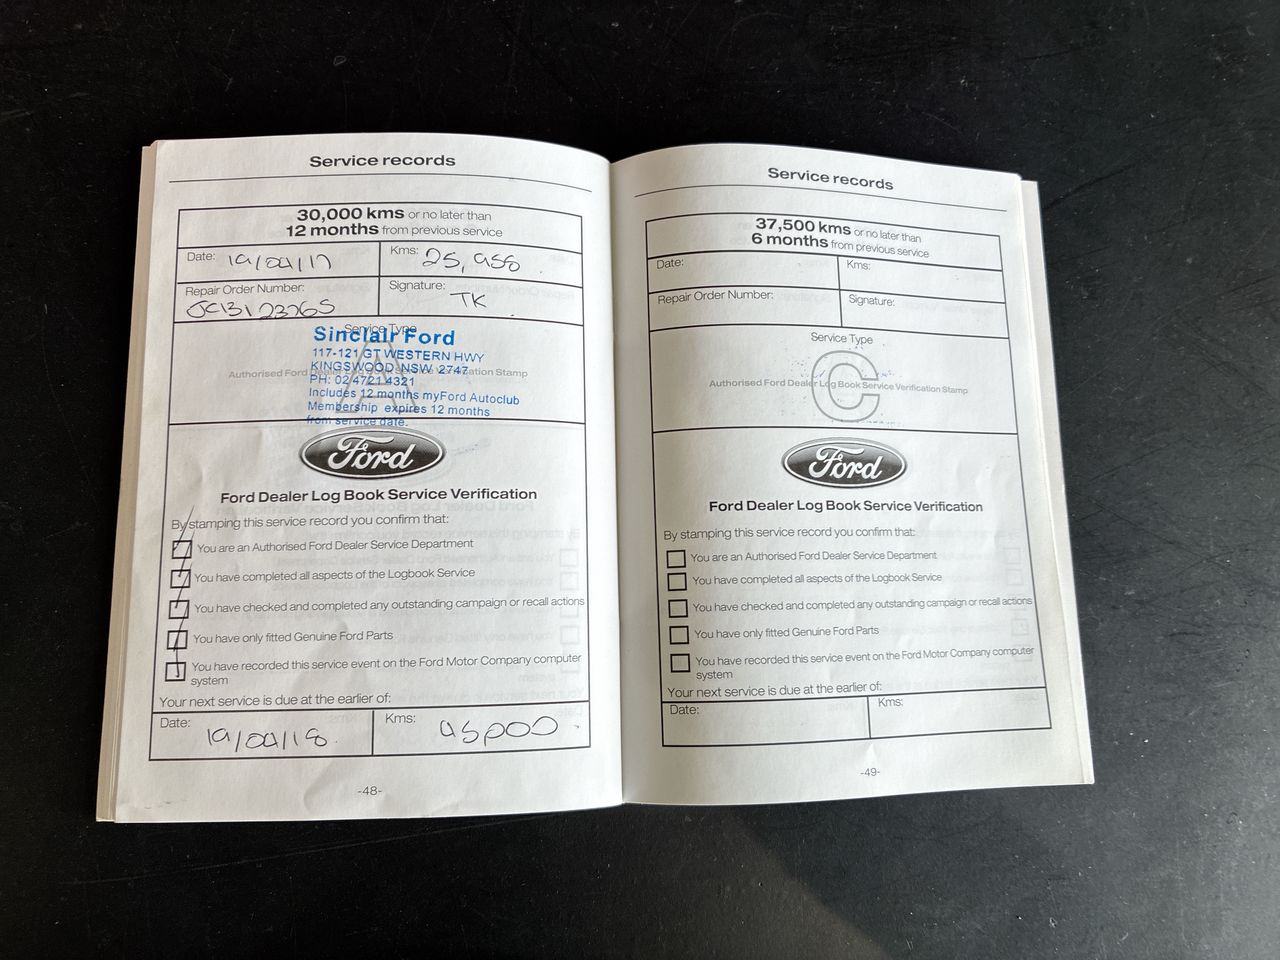 Service records
30,000 kms or no later than
12 months from previous service
Date: 19/04/17
Kms: 25,958
Repair Order Number:
Signature: TK
Service Type
A
Authorised Ford Dealer Log Book Service Verification Stamp
Sinclair Ford
117-121 GT WESTERN HWY
KINGSWOOD NSW 2747
PH: 02 4721 4321
Includes 12 months myFord Autoclub
Membership expires 12 months
from service date.
Ford
Ford Dealer Log Book Service Verification
By stamping this service record you confirm that:
You are an Authorised Ford Dealer Service Department
You have completed all aspects of the Logbook Service
You have checked and completed any outstanding campaign or recall actions
You have only fitted Genuine Ford Parts
You have recorded this service event on the Ford Motor Company computer
system
Your next service is due at the earlier of:
Date: 19/04/18
Kms: 45000
-48-
Service records
37,500 kms or no later than
6 months from previous service
Date:
Kms:
Repair Order Number:
Signature:
Service Type
C
Authorised Ford Dealer Log Book Service Verification Stamp
Ford
Ford Dealer Log Book Service Verification
By stamping this service record you confirm that:
You are an Authorised Ford Dealer Service Department
You have completed all aspects of the Logbook Service
You have checked and completed any outstanding campaign or recall actions
You have only fitted Genuine Ford Parts
You have recorded this service event on the Ford Motor Company computer
system
Your next service is due at the earlier of:
Date:
Kms:
-49-